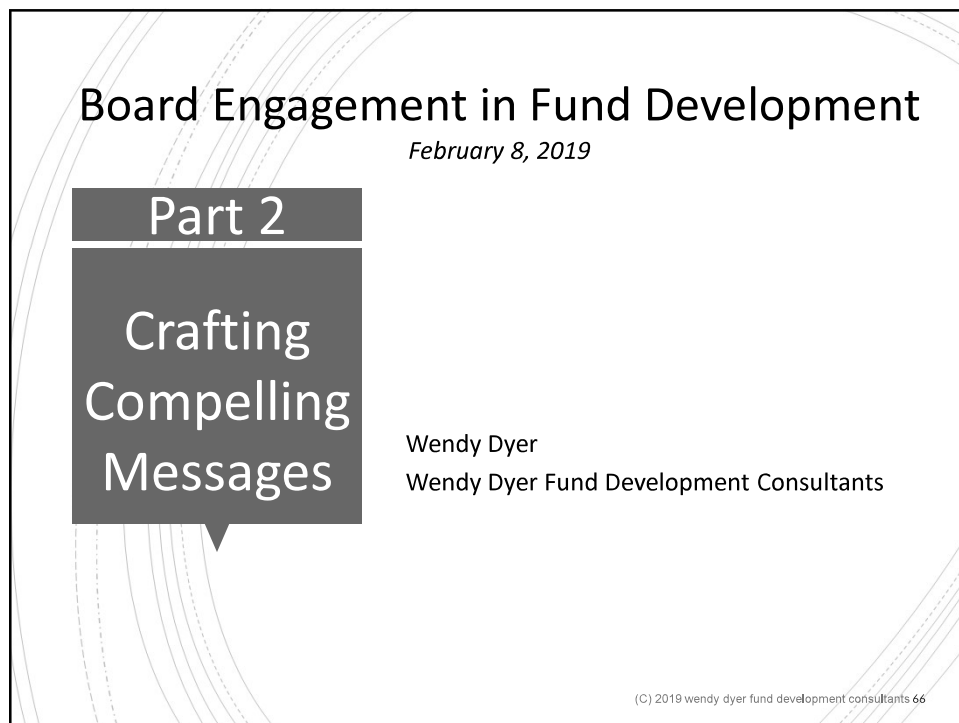 Board Engagement in Fund Development
February 8, 2019
Part 2
Crafting
Compelling
Messages
Wendy Dyer
Wendy Dyer Fund Development Consultants
(C) 2019 wendy dyer fund development consultants 66